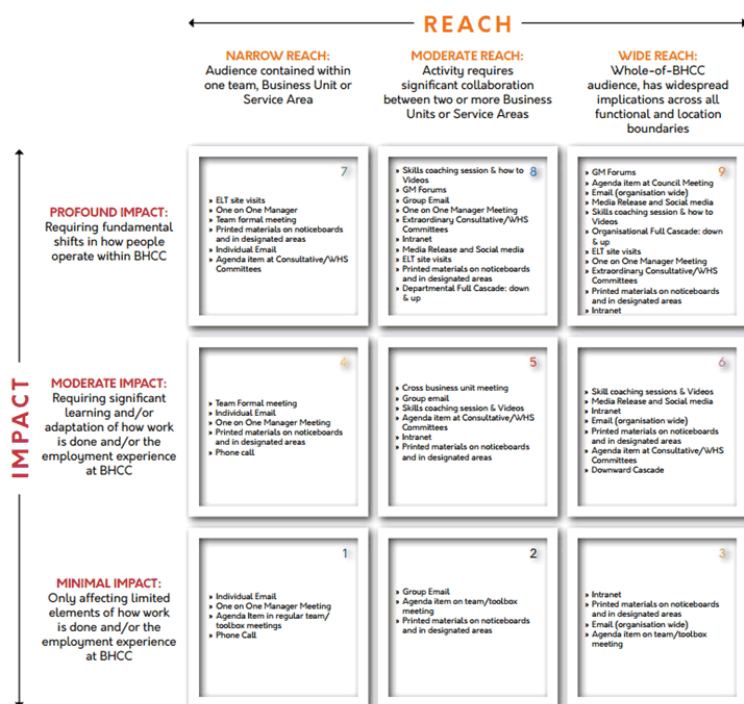 REACH
NARROW REACH:
Audience contained within
one team, Business Unit or
Service Area
MODERATE REACH:
Activity requires
significant collaboration
between two or more Business
Units or Service Areas
WIDE REACH:
Whole-of-BHCC
audience, has widespread
implications across all
functional and location
boundaries
IMPACT
PROFOUND IMPACT:
Requiring fundamental
shifts in how people
operate within BHCC
7
» ELT site visits
» One on One Manager
» Team formal meeting
» Printed materials on noticeboards
and in designated areas
» Individual Email
» Agenda item at Consultative/WHS
Committees
8
» Skills coaching session & how to
Videos
» GM Forums
» Group Email
» One on One Manager Meeting
» Extraordinary Consultative/WHS
Committees
» Intranet
» Media Release and Social media
» ELT site visits
» Printed materials on noticeboards
and in designated areas
» Departmental Full Cascade: down
& up
9
» GM Forums
» Agenda item at Council Meeting
» Email (organisation wide)
» Media Release and Social media
» Skills coaching session & how to
Videos
» Organisational Full Cascade: down
& up
» ELT site visits
» One on One Manager Meeting
» Extraordinary Consultative/WHS
Committees
» Printed materials on noticeboards
and in designated areas
» Intranet
MODERATE IMPACT:
Requiring significant
learning and/or
adaptation of how work
is done and/or the
employment experience
at BHCC
4
» Team Formal meeting
» Individual Email
» One on One Manager Meeting
» Printed materials on noticeboards
and in designated areas
» Phone call
5
» Cross business unit meeting
» Group email
» Skills coaching session & Videos
» Agenda item at Consultative/WHS
Committees
» Intranet
» Printed materials on noticeboards
and in designated areas
6
» Skill coaching sessions & Videos
» Media Release and Social media
» Intranet
» Email (organisation wide)
» Printed materials on noticeboards
and in designated areas
» Agenda item at Consultative/WHS
Committees
» Downward Cascade
MINIMAL IMPACT:
Only affecting limited
elements of how work is
done and/or the
employment experience
at BHCC
1
» Individual Email
» One on One Manager Meeting
» Agenda Item in regular team/
toolbox meetings
» Phone Call
2
» Group Email
» Agenda item on team/toolbox
meeting
» Printed materials on noticeboards
and in designated areas
3
» Intranet
» Printed materials on noticeboards
and in designated areas
» Email (organisation wide)
» Agenda item on team/toolbox
meeting